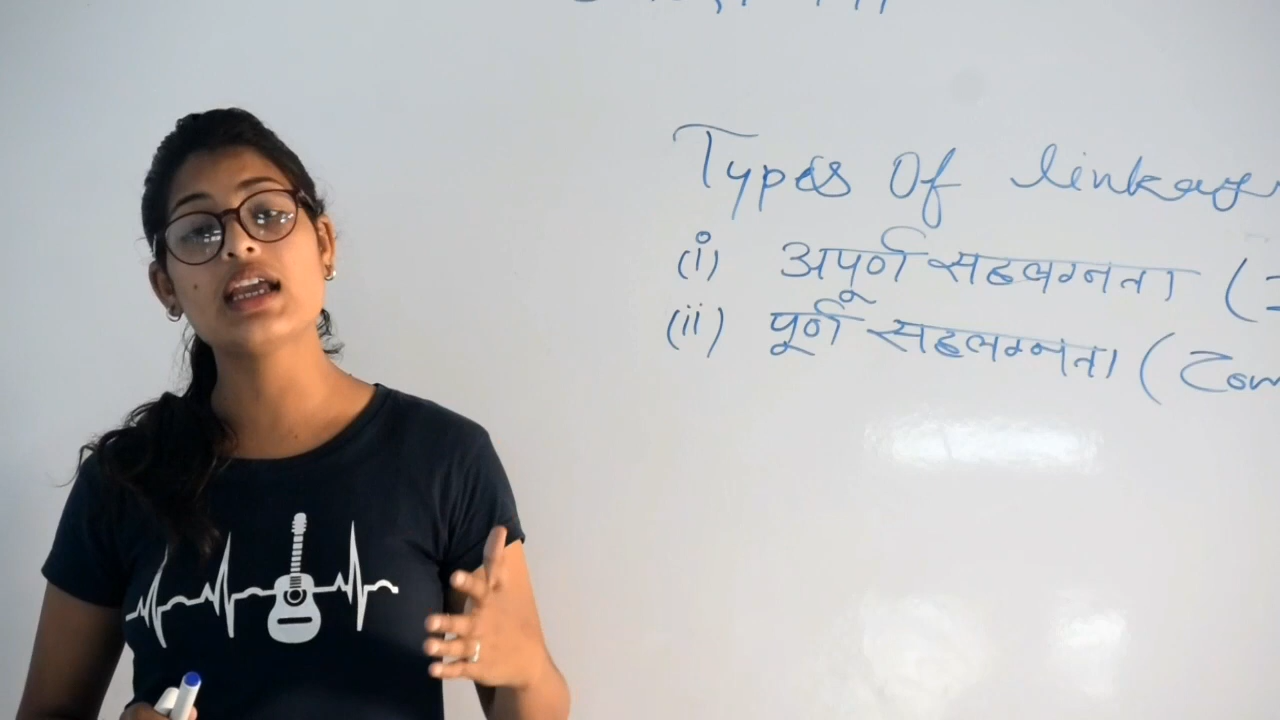 Types Of linkage
(i) अपूर्ण सहलग्नता (I
(ii) पूर्ण सहलग्नता (Com